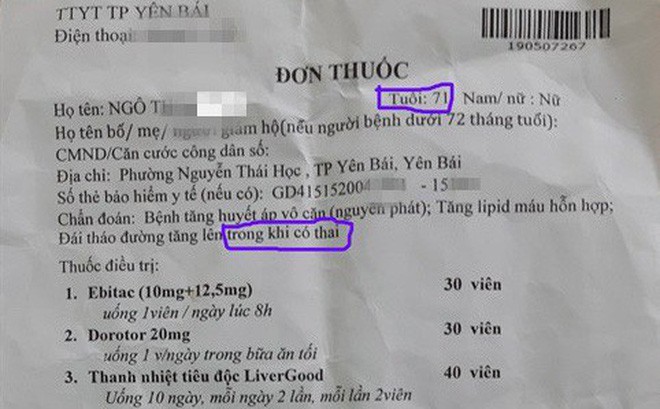 TTYT TP YÊN BÁI
Điện thoại:
190507267
ĐƠN THUỐC
Họ tên: NGÔ Tuổi: 71 Nam/ nữ : Nữ
Họ tên bố/ mẹ/ người giám hộ(nếu người bệnh dưới 72 tháng tuổi):
CMND/Căn cước công dân số:
Địa chỉ: Phường Nguyễn Thái Học , TP Yên Bái, Yên Bái
Số thẻ bảo hiểm y tế (nếu có): GD41515200 - 15
Chẩn đoán: Bệnh tăng huyết áp vô căn (nguyên phát); Tăng lipid máu hỗn hợp;
Đái tháo đường tăng lên trong khi có thai
Thuốc điều trị:
1. Ebitac (10mg+12,5mg) 30 viên
uống 1viên / ngày lúc 8h
2. Dorotor 20mg 30 viên
uống 1 v/ngày trong bữa ăn tối
3. Thanh nhiệt tiêu độc LiverGood 40 viên
Uống 10 ngày, mỗi ngày 2 lần, mỗi lần 2viên